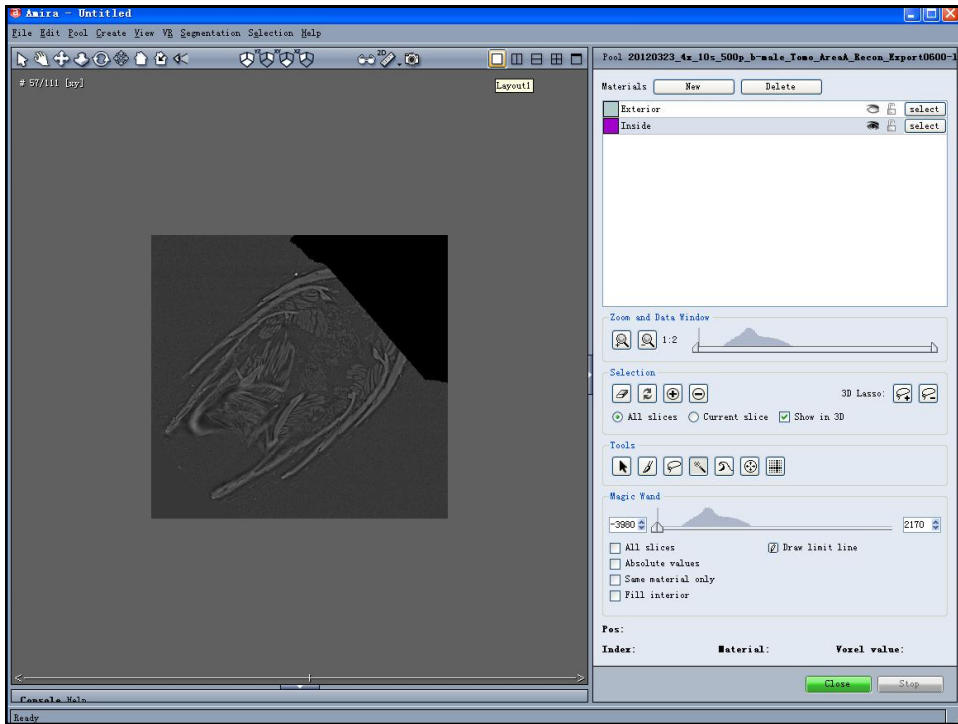 Amira - Untitled
File Edit Pool Create View VR Segmentation Selection Help
2D
# 57/111 [xy]
Layout1
Pool 20120323_4x_10s_500p_b-male_Tomo_AreaA_Recon_Export0600-1
Materials New Delete
Exterior select
Inside select
Zoom and Data Window
1:2
Selection
3D Lasso:
All slices Current slice Show in 3D
Tools
Magic Wand
-3980 2170
All slices Draw limit line
Absolute values
Same material only
Fill interior
Pos:
Index: Material: Voxel value:
Close Stop
Console Help
Ready